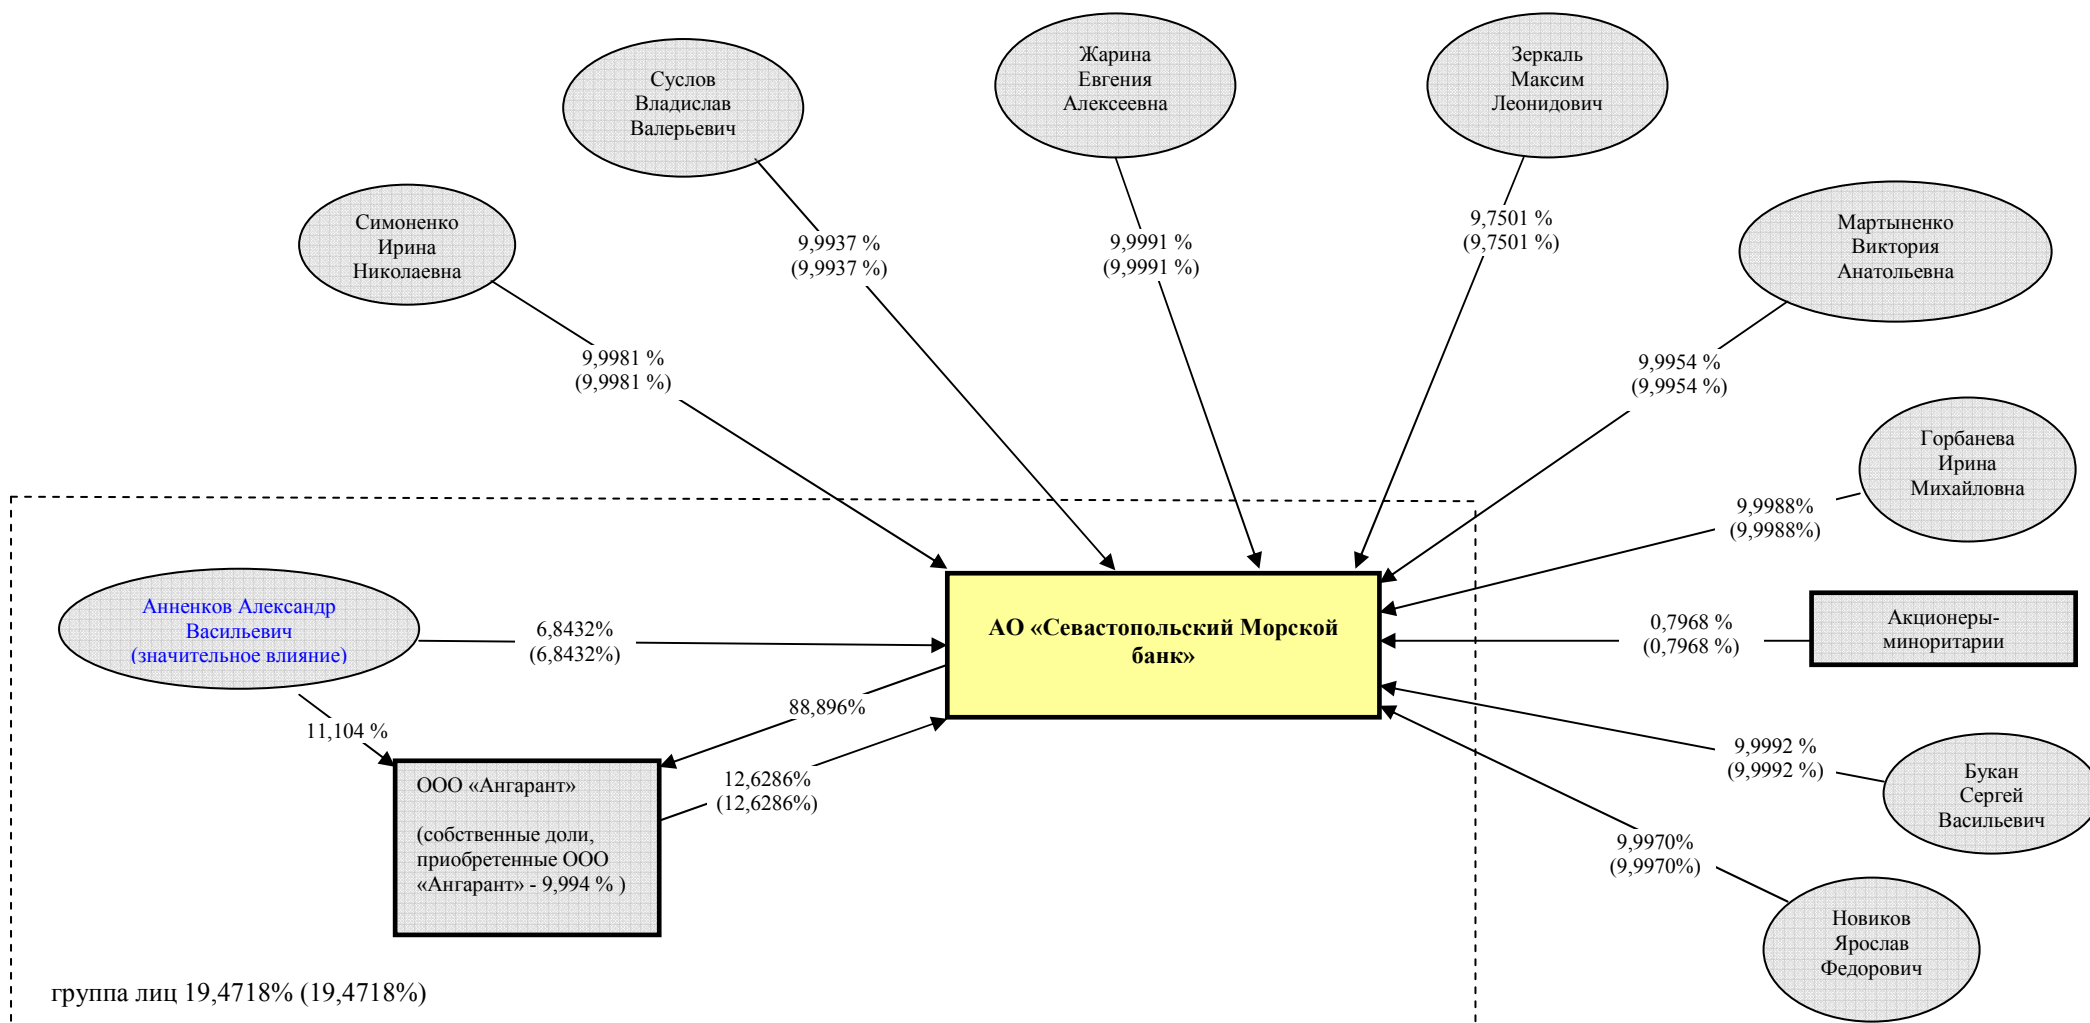 Жарина
Евгения
Алексеевна
Зеркаль
Максим
Леонидович
Суслов
Владислав
Валерьевич
Симоненко
Ирина
Николаевна
Мартыненко
Виктория
Анатольевна
9,9937 %
(9,9937 %)
9,9991 %
(9,9991 %)
9,7501 %
(9,7501 %)
9,9981 %
(9,9981 %)
9,9954 %
(9,9954 %)
Горбанева
Ирина
Михайловна
9,9988%
(9,9988%)
Анненков Александр
Васильевич
(значительное влияние)
6,8432%
(6,8432%)
АО «Севастопольский Морской
банк»
0,7968 %
(0,7968 %)
Акционеры-
миноритарии
88,896%
11,104 %
ООО «Ангарант»
(собственные доли,
приобретенные ООО
«Ангарант» - 9,994 % )
12,6286%
(12,6286%)
9,9992 %
(9,9992 %)
Букан
Сергей
Васильевич
9,9970%
(9,9970%)
Новиков
Ярослав
Федорович
группа лиц 19,4718% (19,4718%)